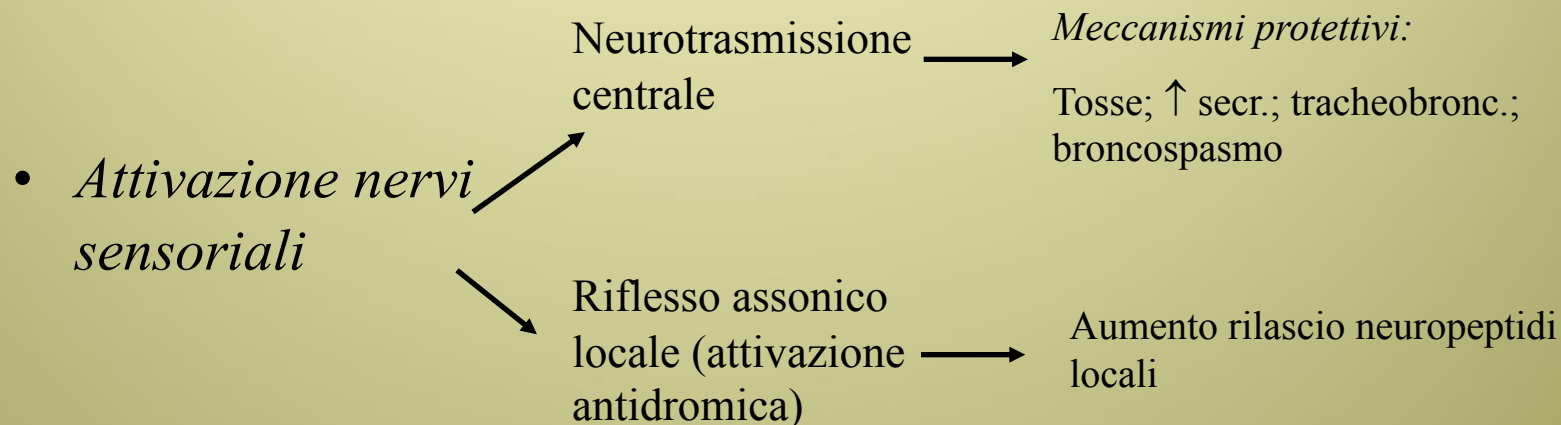 Neurotrasmissione
centrale
Meccanismi protettivi:
Tosse; ↑ secr.; tracheobronc.;
broncospasmo
• Attivazione nervi
sensoriali
Riflesso assonico
locale (attivazione
antidromica)
Aumento rilascio neuropeptidi
locali